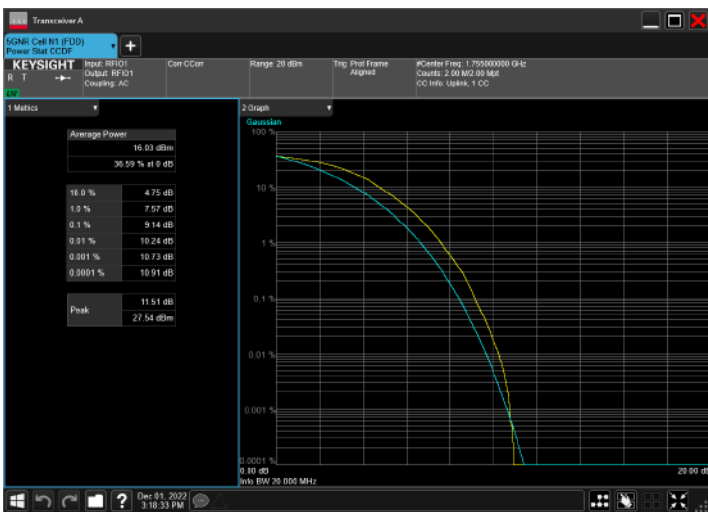 Transceiver A
5GNR Cell N1 (FDD)
Power Stat CCDF
KEYSIGHT
R T
Input: RFIO1
Output: RFIO1
Coupling: AC
Corr CCorr
Range: 20 dBm
Trig: Prot Frame
Aligned
#Center Freq: 1.755000000 GHz
Counts: 2.00 M/2.00 Mpt
CC Info: Uplink, 1 CC
1 Metrics
Average Power
16.03 dBm
36.59 % at 0 dB
10.0 % 4.75 dB
1.0 % 7.57 dB
0.1 % 9.14 dB
0.01 % 10.24 dB
0.001 % 10.73 dB
0.0001 % 10.91 dB
Peak
11.51 dB
27.54 dBm
2 Graph
Gaussian
100 %
10 %
1 %
0.1 %
0.01 %
0.001 %
0.0001 %
0.00 dB
20.00 dB
Info BW 20.000 MHz
Dec 01, 2022
3:18:33 PM